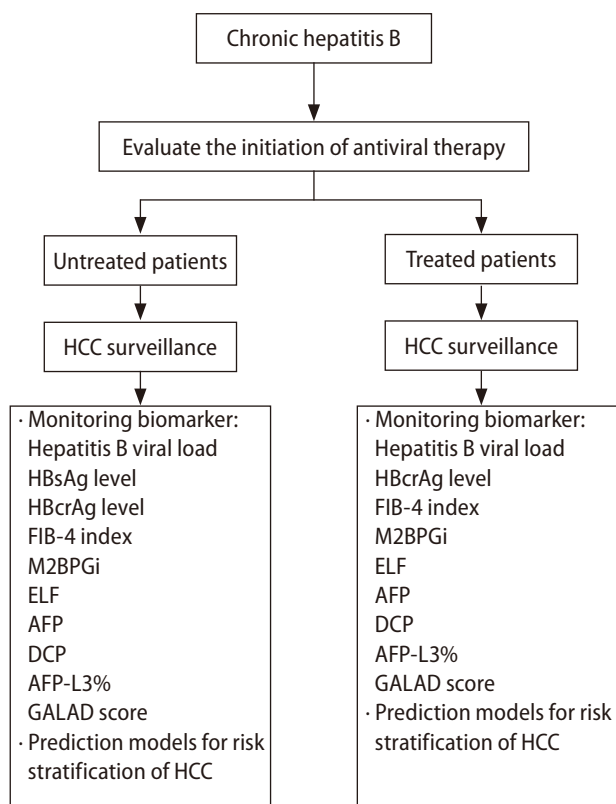 Chronic hepatitis B
Evaluate the initiation of antiviral therapy
Untreated patients
Treated patients
HCC surveillance
HCC surveillance
· Monitoring biomarker:
Hepatitis B viral load
HBsAg level
HBcrAg level
FIB-4 index
M2BPGi
ELF
AFP
DCP
AFP-L3%
GALAD score
· Prediction models for risk
stratification of HCC
· Monitoring biomarker:
Hepatitis B viral load
HBcrAg level
FIB-4 index
M2BPGi
ELF
AFP
DCP
AFP-L3%
GALAD score
· Prediction models for risk
stratification of HCC